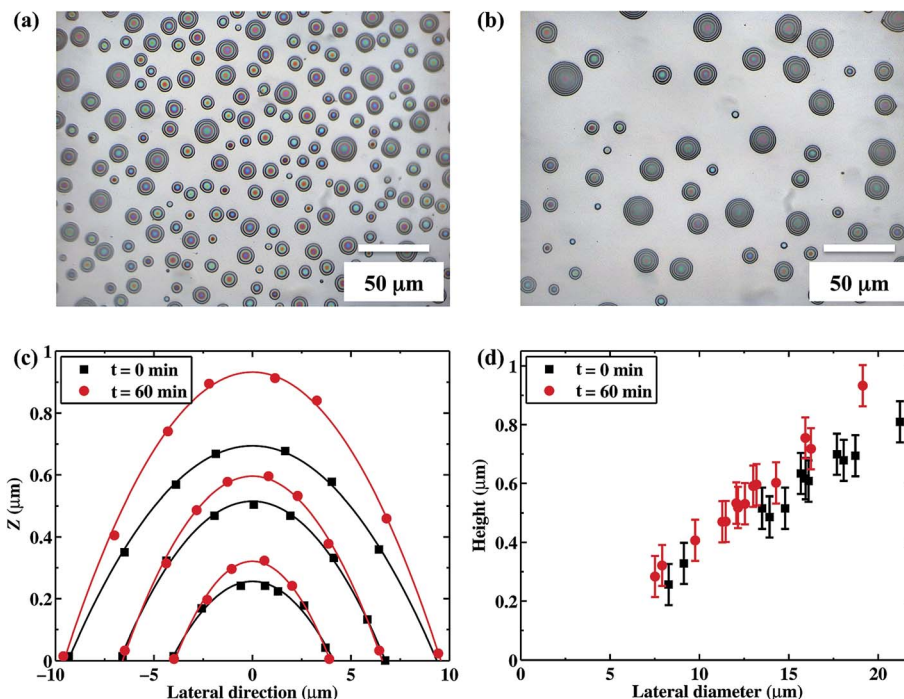 (a)
50 μm
(b)
50 μm
(c)
t = 0 min
t = 60 min
1
0.8
0.6
0.4
0.2
0
Z (μm)
−10
−5
0
5
10
Lateral direction (μm)
(d)
t = 0 min
t = 60 min
1
0.8
0.6
0.4
0.2
0
Height (μm)
0
5
10
15
20
Lateral diameter (μm)